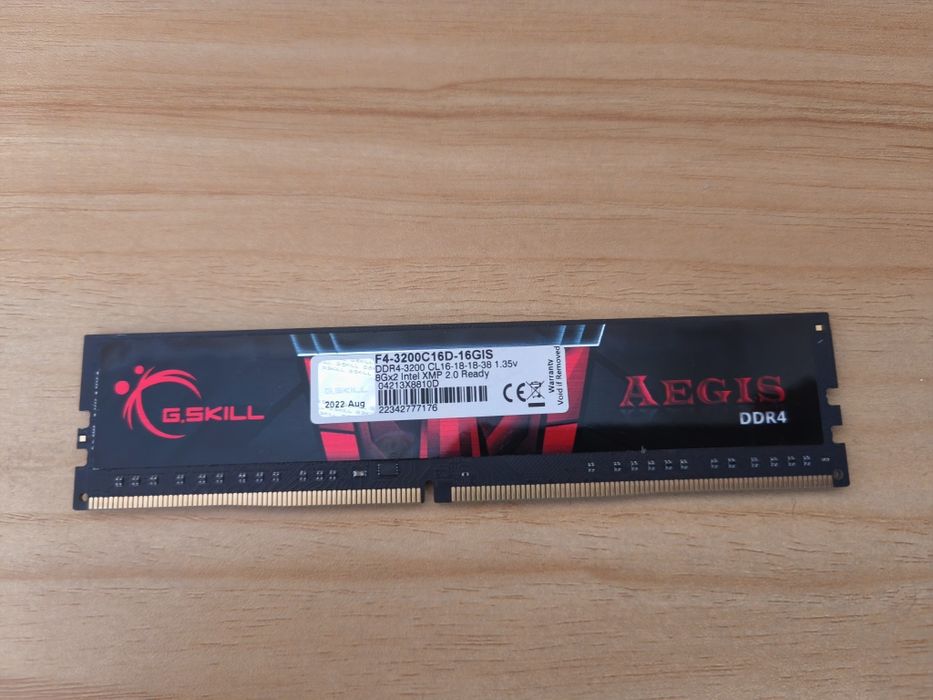 G.SKILL
G.SKILL
2022 Aug
F4-3200C16D-16GIS
DDR4-3200 CL16-18-18-38 1.35v
8Gx2 Intel XMP 2.0 Ready
04213X8810D
22342777176
CE
Warranty
Void if Removed
AEGIS
DDR4